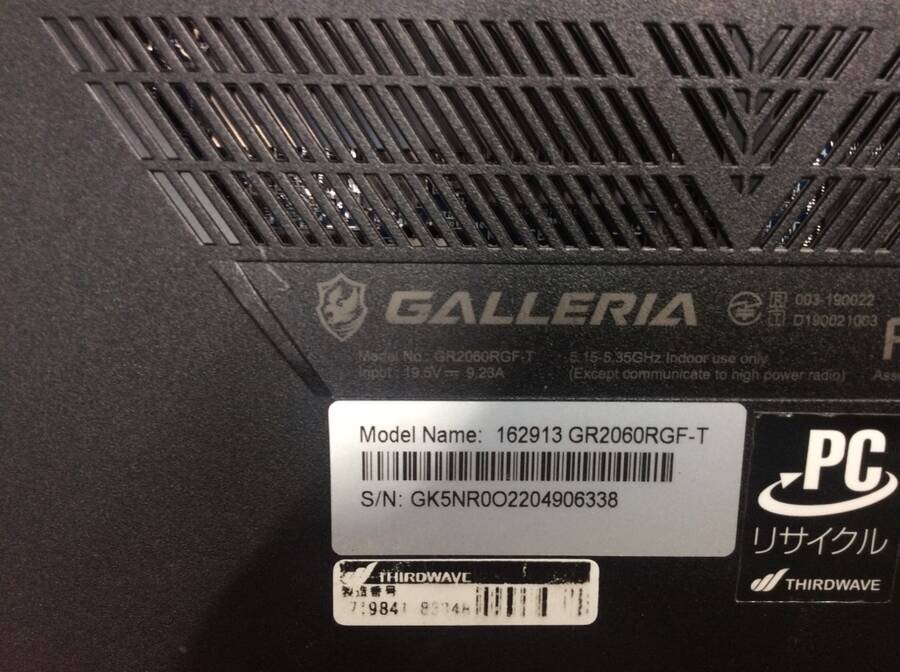 GALLERIA
R 003-190022
T D190021003
Model No.: GR2060RGF-T
Input : 19.5V⎓ 9.23A
5.15-5.35GHz Indoor use only
(Except communicate to high power radio)
Model Name: 162913 GR2060RGF-T
S/N: GK5NR0O2204906338
PC
リサイクル
THIRDWAVE
THIRDWAVE
製造番号